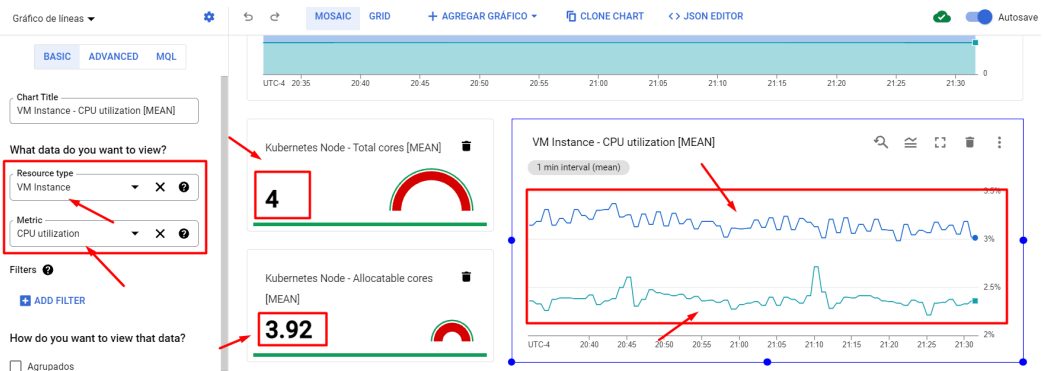 Gráfico de líneas
MOSAIC GRID + AGREGAR GRÁFICO CLONE CHART <> JSON EDITOR Autosave
BASIC ADVANCED MQL
Chart Title
VM Instance - CPU utilization [MEAN]
What data do you want to view?
Resource type
VM Instance
Metric
CPU utilization
Filters
ADD FILTER
How do you want to view that data?
Agrupados
0
UTC-4 20:35 20:40 20:45 20:50 20:55 21:00 21:05 21:10 21:15 21:20 21:25 21:30
Kubernetes Node - Total cores [MEAN]
4
Kubernetes Node - Allocatable cores
[MEAN]
3.92
VM Instance - CPU utilization [MEAN]
1 min interval (mean)
3.5%
3%
2.5%
2%
UTC-4 20:40 20:45 20:50 20:55 21:00 21:05 21:10 21:15 21:20 21:25 21:30